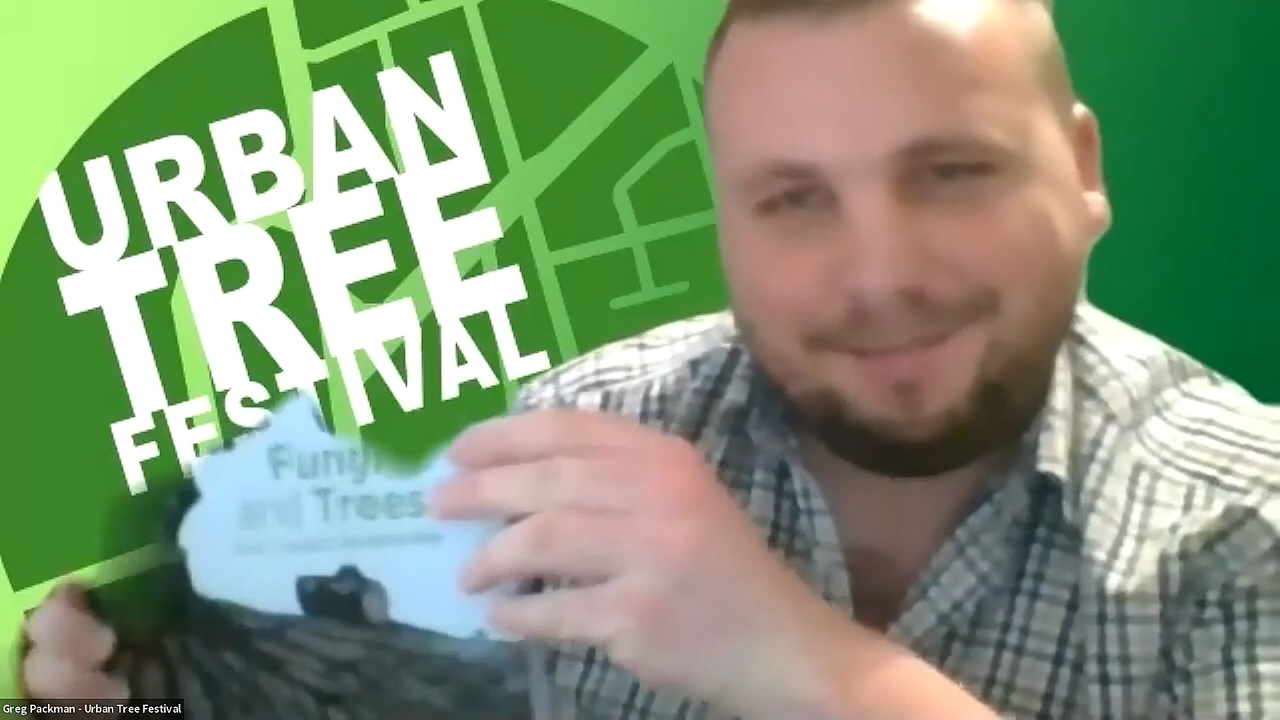 URBAN
TREE
FESTIVAL
and Trees
Greg Packman - Urban Tree Festival